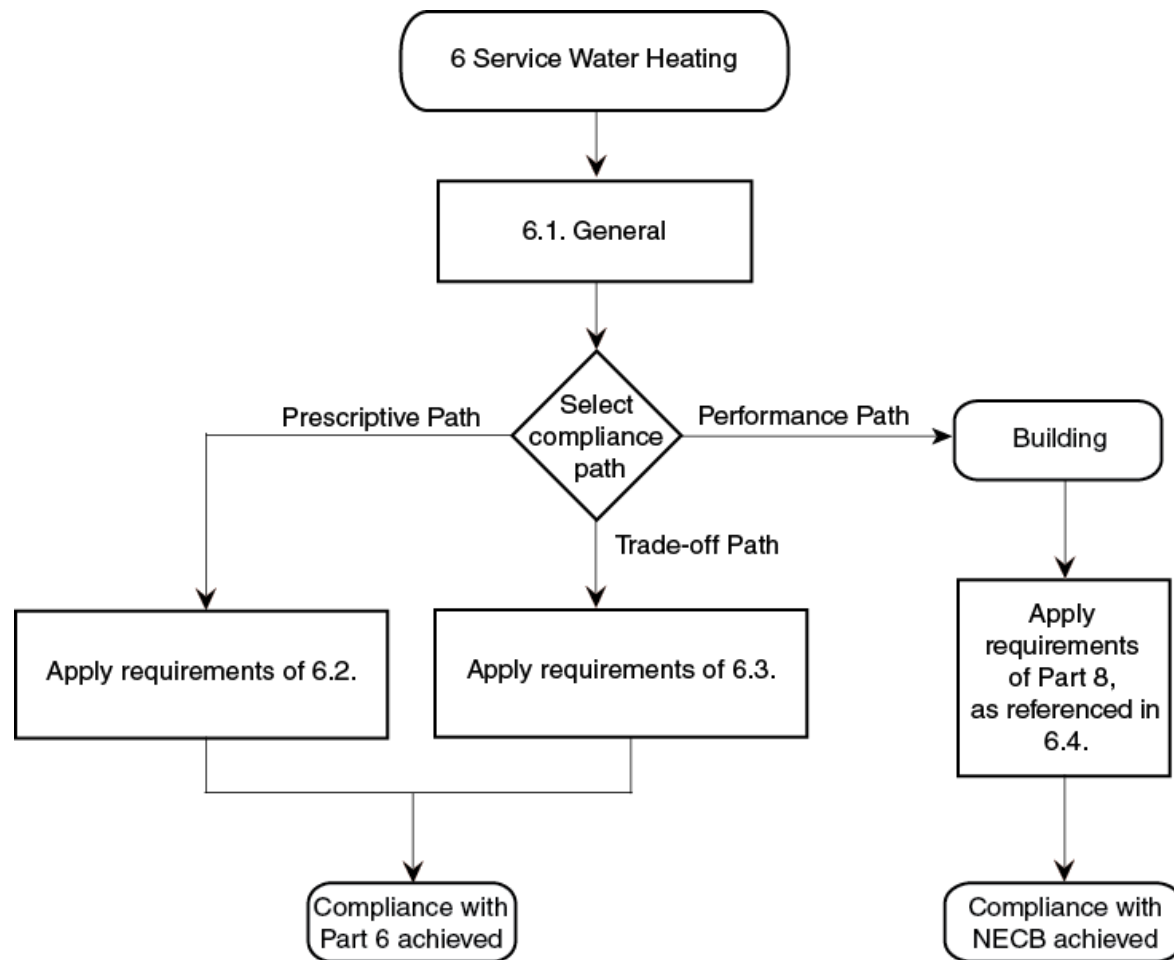 6 Service Water Heating
6.1. General
Select
compliance
path
Prescriptive Path
Performance Path
Trade-off Path
Building
Apply requirements of 6.2.
Apply requirements of 6.3.
Apply
requirements
of Part 8,
as referenced in
6.4.
Compliance with
Part 6 achieved
Compliance with
NECB achieved